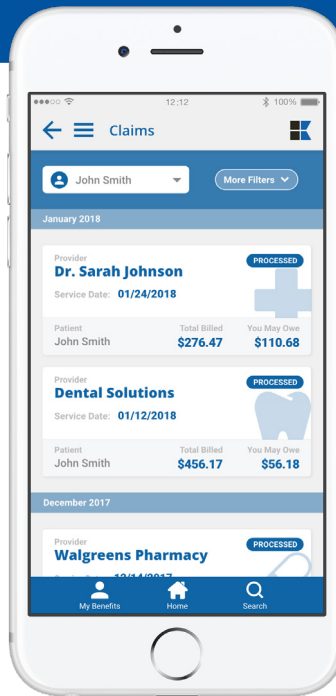 12:12 100%
Claims
John Smith More Filters
January 2018
Provider PROCESSED
Dr. Sarah Johnson
Service Date: 01/24/2018
Patient Total Billed You May Owe
John Smith $276.47 $110.68
Provider PROCESSED
Dental Solutions
Service Date: 01/12/2018
Patient Total Billed You May Owe
John Smith $456.17 $56.18
December 2017
Provider PROCESSED
Walgreens Pharmacy
12/14/2017
My Benefits Home Search